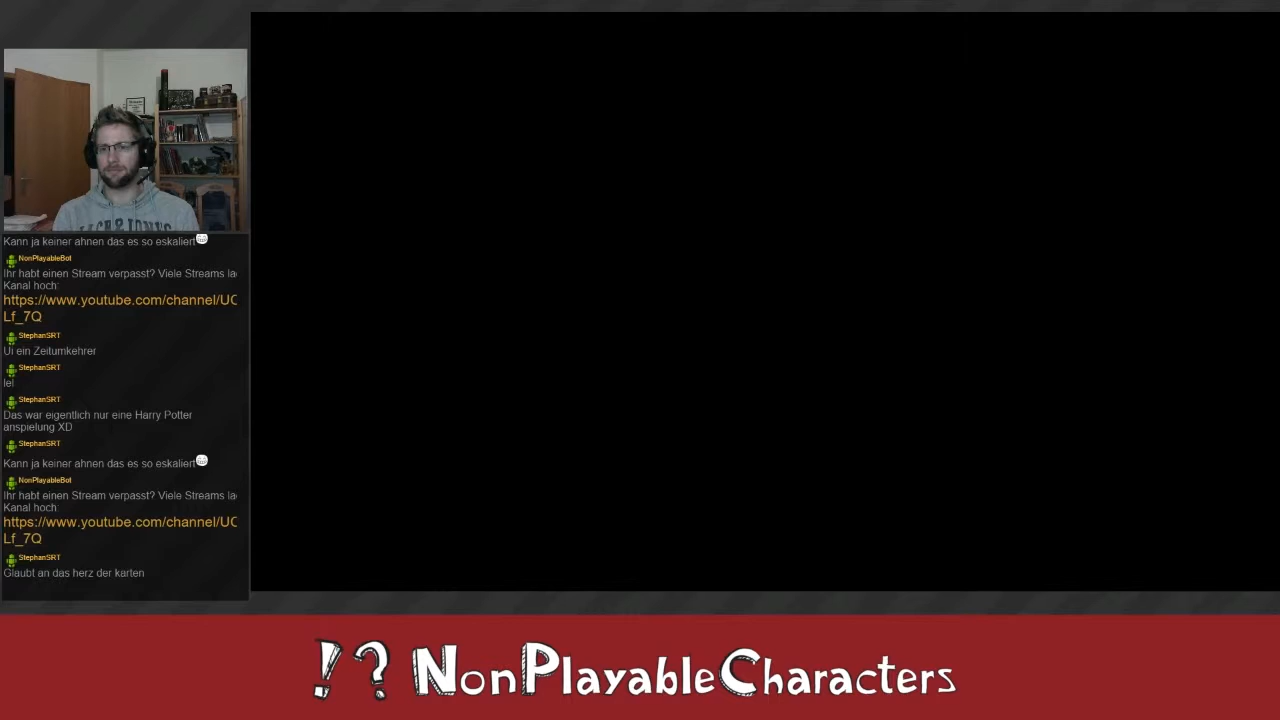 Kann ja keiner ahnen das es so eskaliert
NonPlayableBot
Ihr habt einen Stream verpasst? Viele Streams la
Kanal hoch:
https://www.youtube.com/channel/UC
Lf_7Q
StephanSRT
Ui ein Zeitumkehrer
StephanSRT
lel
StephanSRT
Das war eigentlich nur eine Harry Potter
anspielung XD
StephanSRT
Kann ja keiner ahnen das es so eskaliert
NonPlayableBot
Ihr habt einen Stream verpasst? Viele Streams la
Kanal hoch:
https://www.youtube.com/channel/UC
Lf_7Q
StephanSRT
Glaubt an das herz der karten
!? NonPlayableCharacters